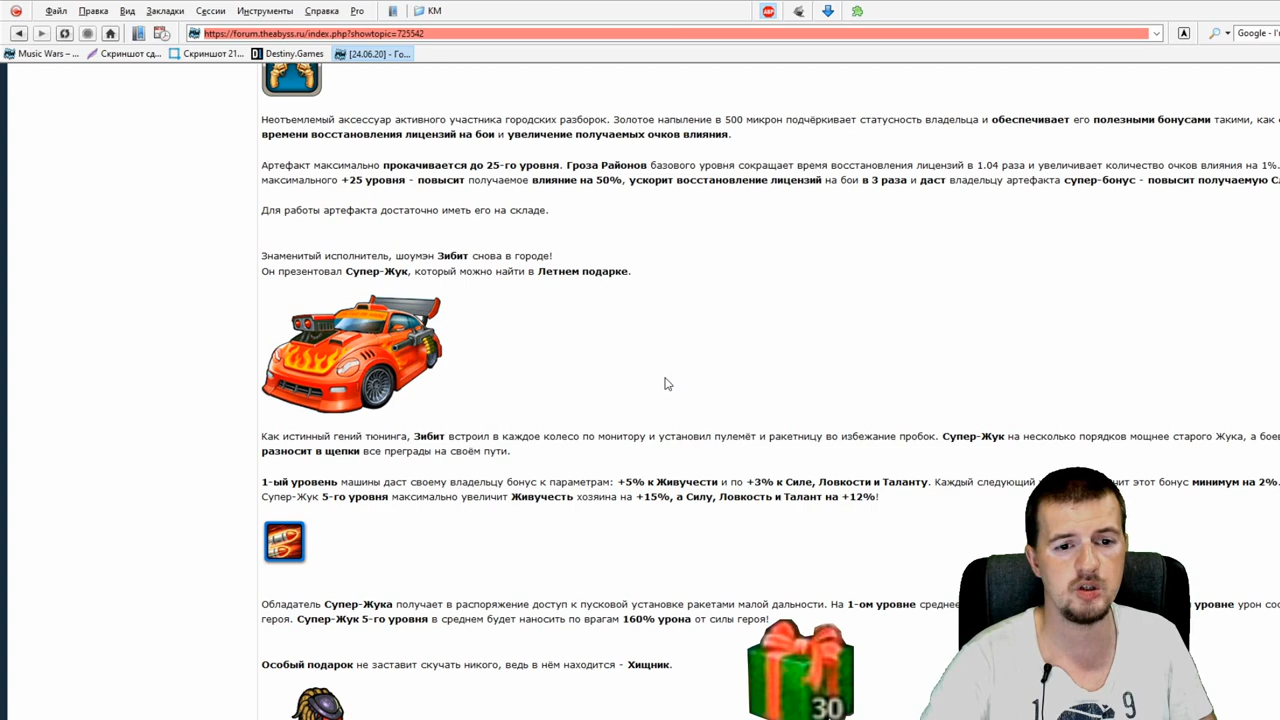 Файл Правка Вид Закладки Сессии Инструменты Справка Pro KM
https://forum.theabyss.ru/index.php?showtopic=725542 Google - I'm
Music Wars – ... Скриншот сд... Скриншот 21... Destiny.Games [24.06.20] - Го...
Неотъемлемый аксессуар активного участника городских разборок. Золотое напыление в 500 микрон подчёркивает статусность владельца и обеспечивает его полезными бонусами такими, как
времени восстановления лицензий на бои и увеличение получаемых очков влияния.
Артефакт максимально прокачивается до 25-го уровня. Гроза Районов базового уровня сокращает время восстановления лицензий в 1.04 раза и увеличивает количество очков влияния на 1%.
максимального +25 уровня - повысит получаемое влияние на 50%, ускорит восстановление лицензий на бои в 3 раза и даст владельцу артефакта супер-бонус - повысит получаемую
Для работы артефакта достаточно иметь его на складе.
Знаменитый исполнитель, шоумэн Зибит снова в городе!
Он презентовал Супер-Жук, который можно найти в Летнем подарке.
Как истинный гений тюнинга, Зибит встроил в каждое колесо по монитору и установил пулемёт и ракетницу во избежание пробок. Супер-Жук на несколько порядков мощнее старого Жука, а
разносит в щепки все преграды на своём пути.
1-ый уровень машины даст своему владельцу бонус к параметрам: +5% к Живучести и по +3% к Силе, Ловкости и Таланту. Каждый следующий этот бонус минимум на 2%.
Супер-Жук 5-го уровня максимально увеличит Живучесть хозяина на +15%, а Силу, Ловкость и Талант на +12%!
Обладатель Супер-Жука получает в распоряжение доступ к пусковой установке ракетами малой дальности. На 1-ом уровне среднее уровне урон
героя. Супер-Жук 5-го уровня в среднем будет наносить по врагам 160% урона от силы героя!
Особый подарок не заставит скучать никого, ведь в нём находится - Хищник.
30
1 9